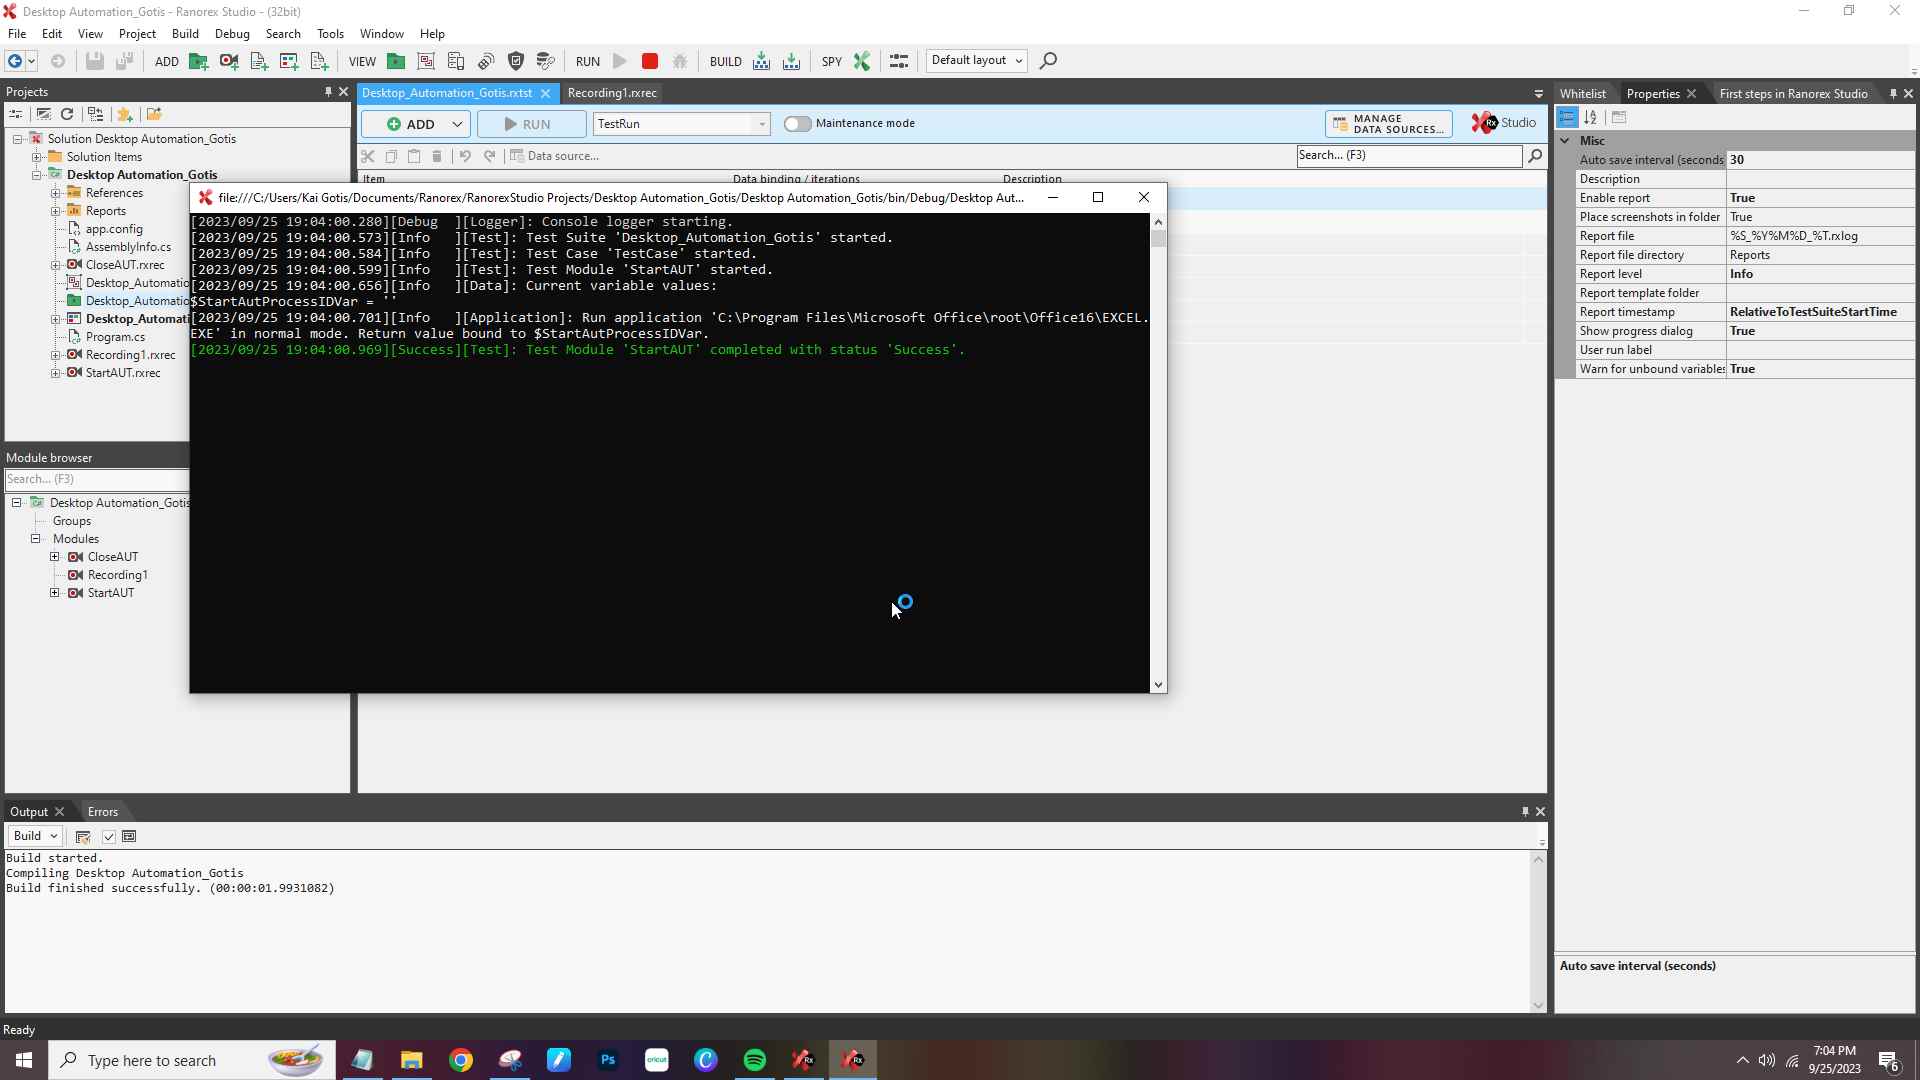 Desktop Automation_Gotis - Ranorex Studio - (32bit)
File Edit View Project Build Debug Search Tools Window Help
ADD VIEW RUN BUILD SPY Default layout
Projects
Solution Desktop Automation_Gotis
Solution Items
Desktop Automation_Gotis
References
Reports
app.config
AssemblyInfo.cs
CloseAUT.rxrec
Desktop_Automatio
Desktop_Automatio
Desktop_Automat
Program.cs
Recording1.rxrec
StartAUT.rxrec
Module browser
Search... (F3)
Desktop Automation_Gotis
Groups
Modules
CloseAUT
Recording1
StartAUT
Desktop_Automation_Gotis.rxtst Recording1.rxrec
ADD RUN TestRun Maintenance mode MANAGE
DATA SOURCES... Rx Studio
Data source... Search... (F3)
Item Data binding / iterations Description
file:///C:/Users/Kai Gotis/Documents/Ranorex/RanorexStudio Projects/Desktop Automation_Gotis/Desktop Automation_Gotis/bin/Debug/Desktop Aut...
[2023/09/25 19:04:00.280][Debug  ][Logger]: Console logger starting.
[2023/09/25 19:04:00.573][Info   ][Test]: Test Suite 'Desktop_Automation_Gotis' started.
[2023/09/25 19:04:00.584][Info   ][Test]: Test Case 'TestCase' started.
[2023/09/25 19:04:00.599][Info   ][Test]: Test Module 'StartAUT' started.
[2023/09/25 19:04:00.656][Info   ][Data]: Current variable values:
$StartAutProcessIDVar = ''
[2023/09/25 19:04:00.701][Info   ][Application]: Run application 'C:\Program Files\Microsoft Office\root\Office16\EXCEL.
EXE' in normal mode. Return value bound to $StartAutProcessIDVar.
[2023/09/25 19:04:00.969][Success][Test]: Test Module 'StartAUT' completed with status 'Success'.
Whitelist Properties First steps in Ranorex Studio
Misc
Auto save interval (seconds 30
Description
Enable report True
Place screenshots in folder True
Report file %S_%Y%M%D_%T.rxlog
Report file directory Reports
Report level Info
Report template folder
Report timestamp RelativeToTestSuiteStartTime
Show progress dialog True
User run label
Warn for unbound variables True
Auto save interval (seconds)
Output Errors
Build
Build started.
Compiling Desktop Automation_Gotis
Build finished successfully. (00:00:01.9931082)
Ready
Type here to search
Ps
cricut
Rx
Rx
7:04 PM
9/25/2023
6